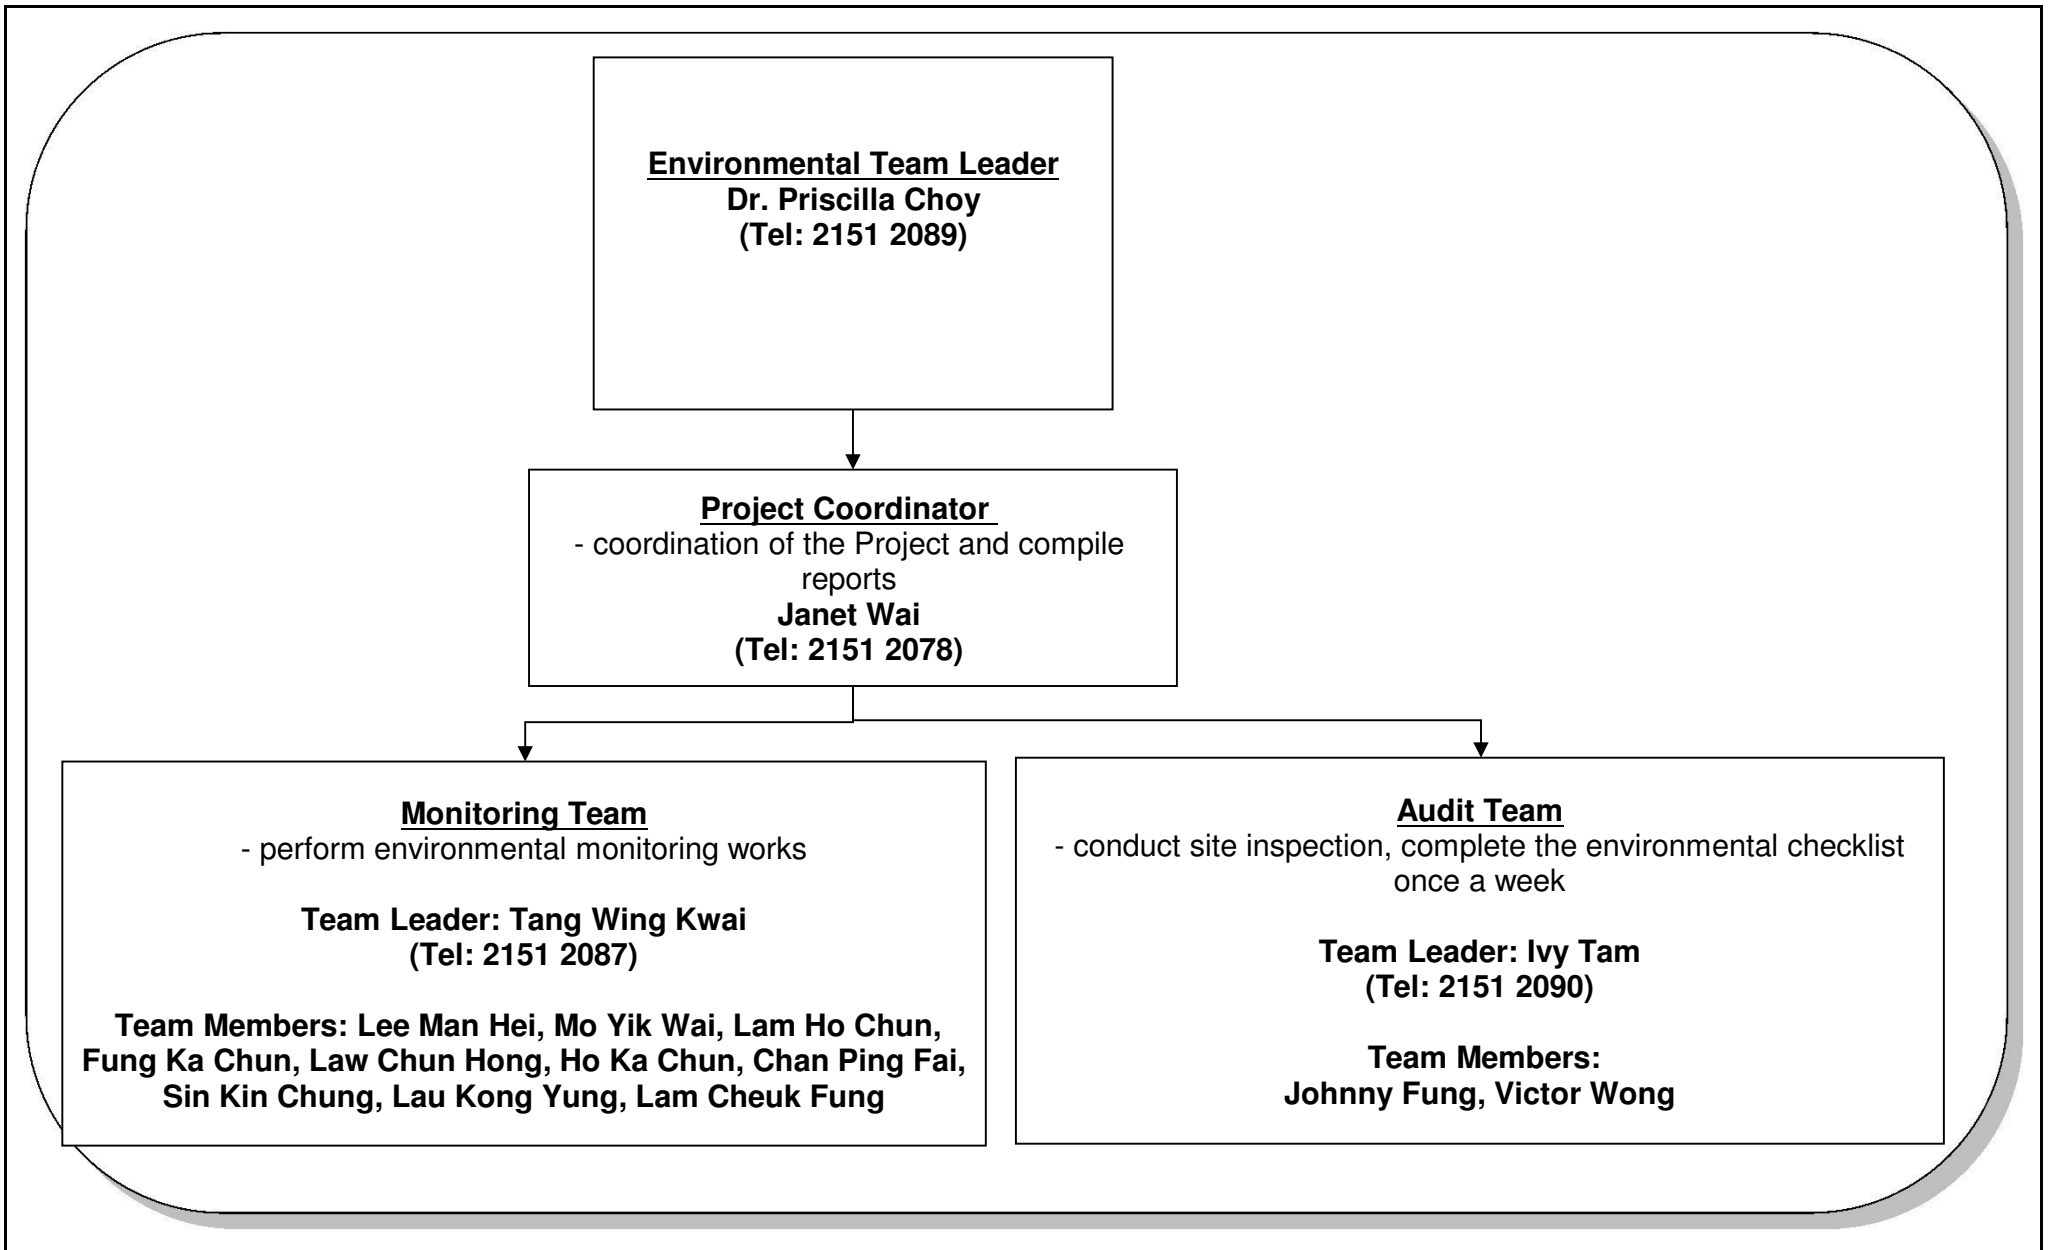 Environmental Team Leader
Dr. Priscilla Choy
(Tel: 2151 2089)
Project Coordinator
- coordination of the Project and compile
reports
Janet Wai
(Tel: 2151 2078)
Monitoring Team
- perform environmental monitoring works
Team Leader: Tang Wing Kwai
(Tel: 2151 2087)
Team Members: Lee Man Hei, Mo Yik Wai, Lam Ho Chun,
Fung Ka Chun, Law Chun Hong, Ho Ka Chun, Chan Ping Fai,
Sin Kin Chung, Lau Kong Yung, Lam Cheuk Fung
Audit Team
- conduct site inspection, complete the environmental checklist
once a week
Team Leader: Ivy Tam
(Tel: 2151 2090)
Team Members:
Johnny Fung, Victor Wong